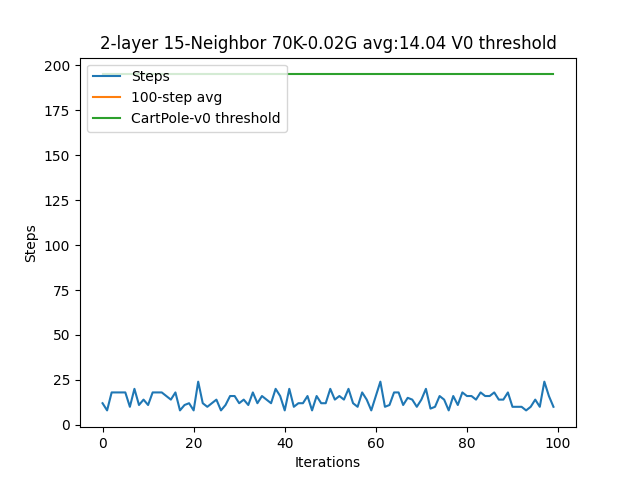 2-layer 15-Neighbor 70K-0.02G avg:14.04 V0 threshold
200
175
150
125
100
75
50
25
0
Steps
Steps
100-step avg
CartPole-v0 threshold
0 20 40 60 80 100
Iterations